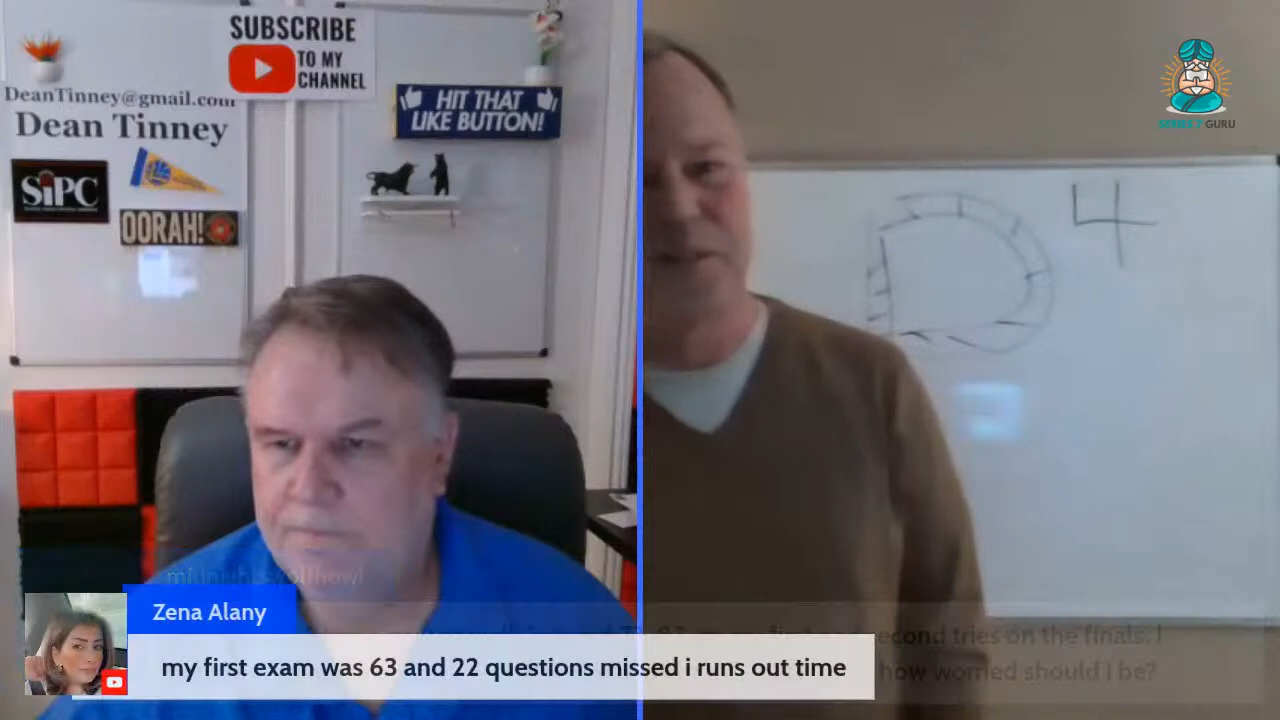 SUBSCRIBE
TO MY
CHANNEL
DeanTinney@gmail.com
HIT THAT
LIKE BUTTON!
Dean Tinney
SiPC
OORAH!
D 4
SERIES 7 GURU
Zena Alany
my first exam was 63 and 22 questions missed i runs out time
second tries on the finals. I
how worried should I be?